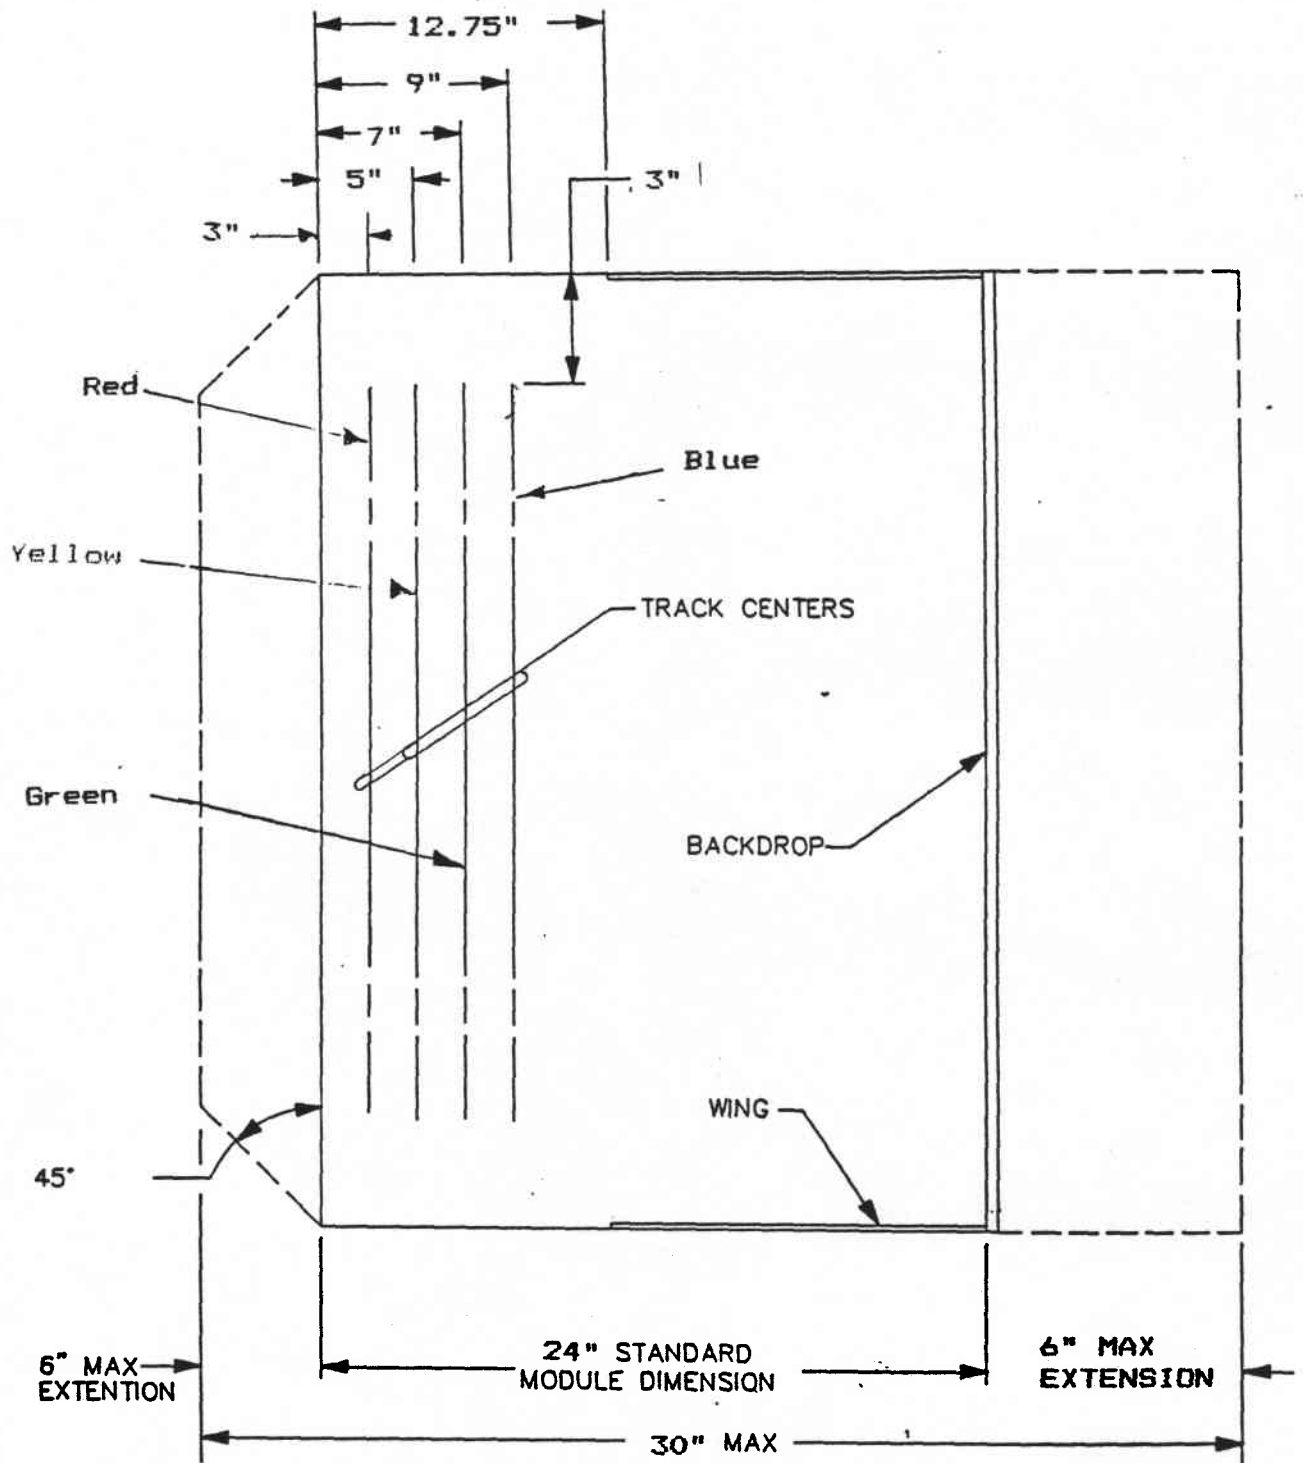 12.75"
9"
7"
5"
3"
3"
Red
Blue
Yellow
TRACK CENTERS
Green
BACKDROP
WING
45°
6" MAX
EXTENTION
24" STANDARD
MODULE DIMENSION
6" MAX
EXTENSION
30" MAX